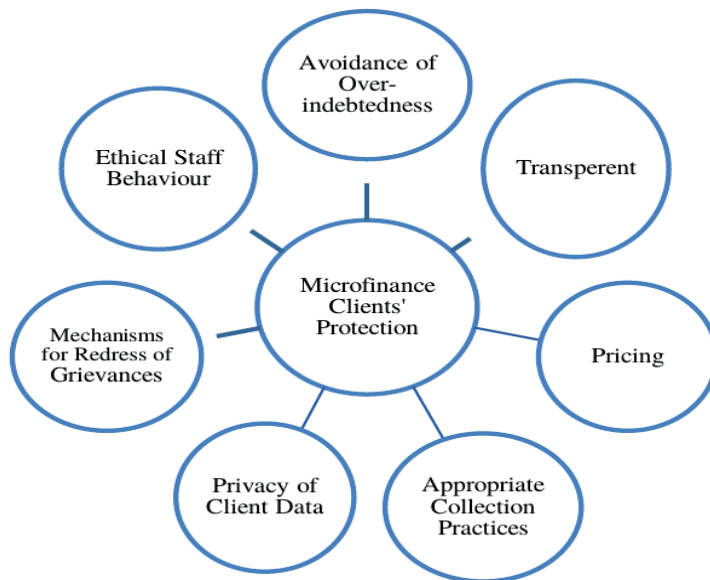 Avoidance of
Over-
indebtedness
Ethical Staff
Behaviour
Transperent
Microfinance
Clients'
Protection
Mechanisms
for Redress of
Grievances
Pricing
Privacy of
Client Data
Appropriate
Collection
Practices